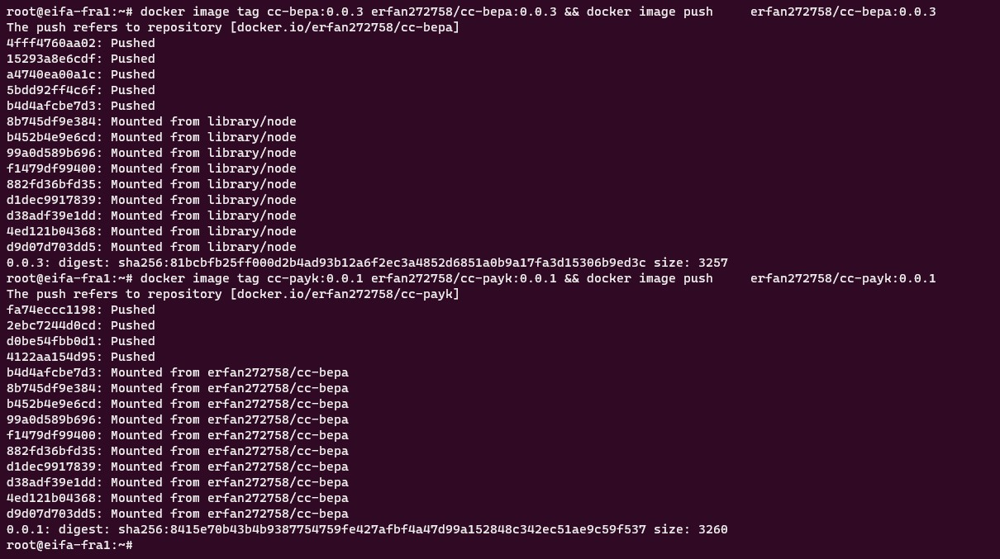 root@eifa-fra1:~# docker image tag cc-bepa:0.0.3 erfan272758/cc-bepa:0.0.3 && docker image push     erfan272758/cc-bepa:0.0.3
The push refers to repository [docker.io/erfan272758/cc-bepa]
4fff4760aa02: Pushed
15293a8e6cdf: Pushed
a4740ea00a1c: Pushed
5bdd92ff4c6f: Pushed
b4d4afcbe7d3: Pushed
8b745df9e384: Mounted from library/node
b452b4e9e6cd: Mounted from library/node
99a0d589b696: Mounted from library/node
f1479df99400: Mounted from library/node
882fd36bfd35: Mounted from library/node
d1dec9917839: Mounted from library/node
d38adf39e1dd: Mounted from library/node
4ed121b04368: Mounted from library/node
d9d07d703dd5: Mounted from library/node
0.0.3: digest: sha256:81bcbfb25ff000d2b4ad93b12a6f2ec3a4852d6851a0b9a17fa3d15306b9ed3c size: 3257
root@eifa-fra1:~# docker image tag cc-payk:0.0.1 erfan272758/cc-payk:0.0.1 && docker image push     erfan272758/cc-payk:0.0.1
The push refers to repository [docker.io/erfan272758/cc-payk]
fa74eccc1198: Pushed
2ebc7244d0cd: Pushed
d0be54fbb0d1: Pushed
4122aa154d95: Pushed
b4d4afcbe7d3: Mounted from erfan272758/cc-bepa
8b745df9e384: Mounted from erfan272758/cc-bepa
b452b4e9e6cd: Mounted from erfan272758/cc-bepa
99a0d589b696: Mounted from erfan272758/cc-bepa
f1479df99400: Mounted from erfan272758/cc-bepa
882fd36bfd35: Mounted from erfan272758/cc-bepa
d1dec9917839: Mounted from erfan272758/cc-bepa
d38adf39e1dd: Mounted from erfan272758/cc-bepa
4ed121b04368: Mounted from erfan272758/cc-bepa
d9d07d703dd5: Mounted from erfan272758/cc-bepa
0.0.1: digest: sha256:8415e70b43b4b9387754759fe427afbf4a47d99a152848c342ec51ae9c59f537 size: 3260
root@eifa-fra1:~#